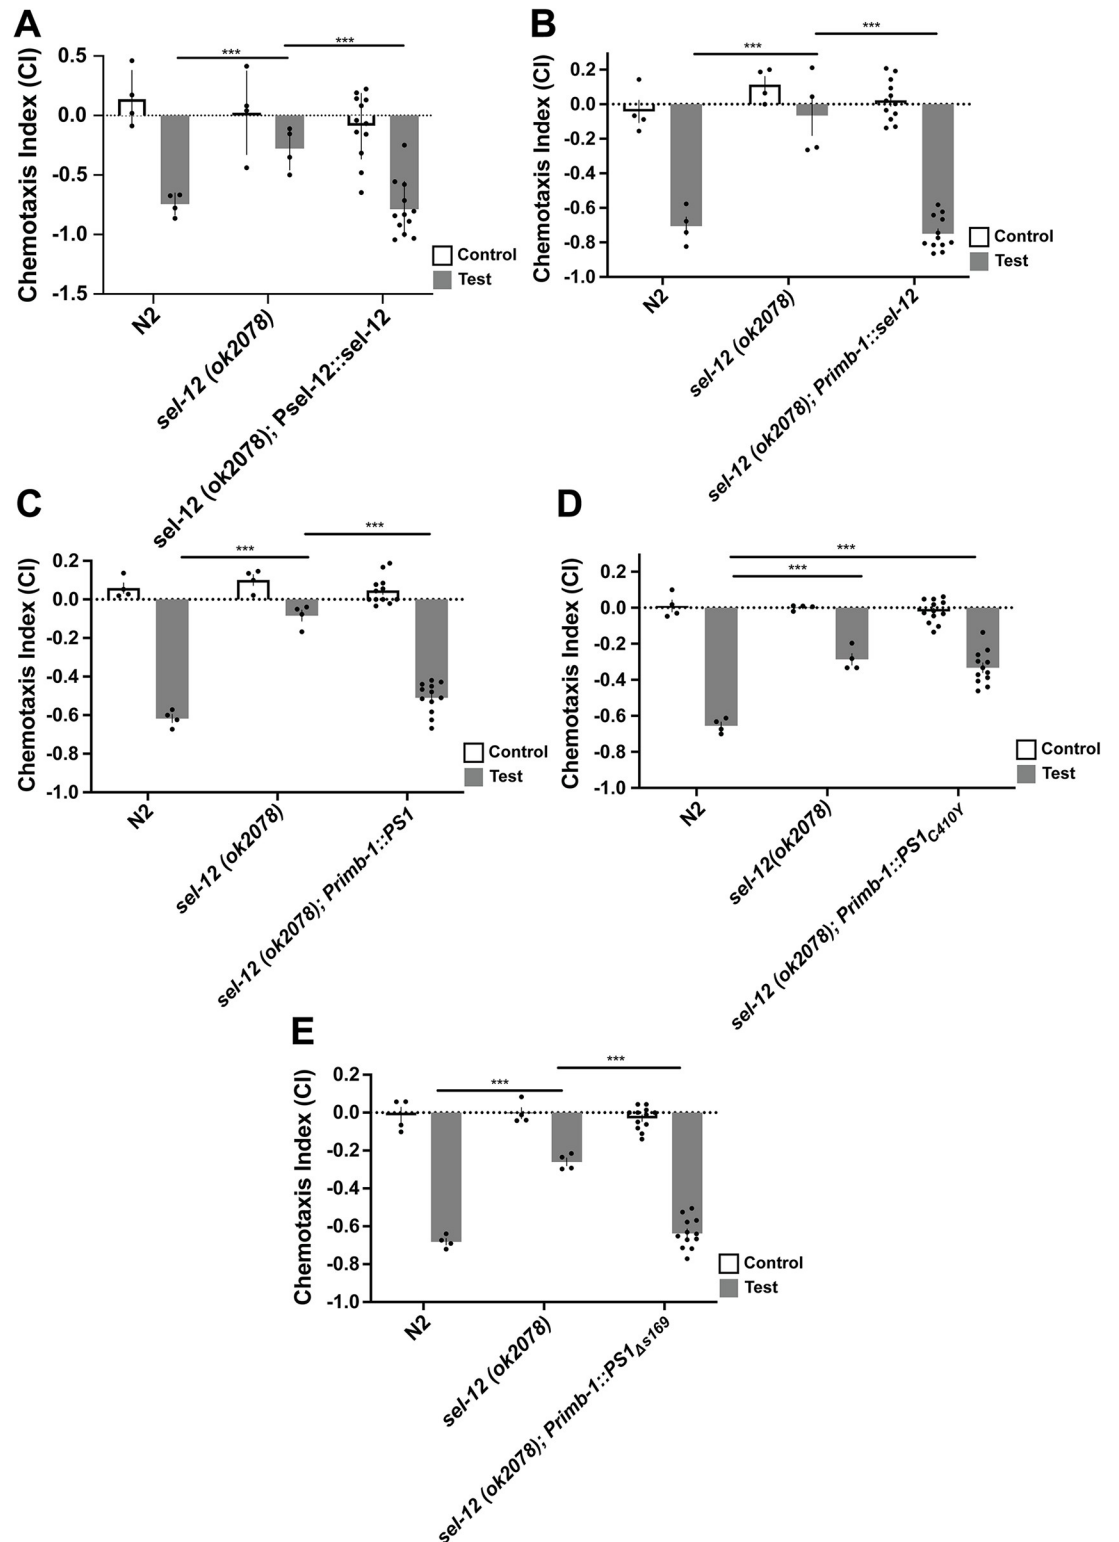 A
Chemotaxis Index (CI)
0.5
0.0
-0.5
-1.0
-1.5
***
***
Control
Test
N2
sel-12 (ok2078)
sel-12 (ok2078); Psel-12::sel-12
B
Chemotaxis Index (CI)
0.2
0.0
-0.2
-0.4
-0.6
-0.8
-1.0
***
***
Control
Test
N2
sel-12 (ok2078)
sel-12 (ok2078); Primb-1::sel-12
C
Chemotaxis Index (CI)
0.2
0.0
-0.2
-0.4
-0.6
-0.8
-1.0
***
***
Control
Test
N2
sel-12 (ok2078)
sel-12 (ok2078); Primb-1::PS1
D
Chemotaxis Index (CI)
0.2
0.0
-0.2
-0.4
-0.6
-0.8
-1.0
***
***
Control
Test
N2
sel-12(ok2078)
sel-12 (ok2078); Primb-1::PS1C410Y
E
Chemotaxis Index (CI)
0.2
0.0
-0.2
-0.4
-0.6
-0.8
-1.0
***
***
Control
Test
N2
sel-12 (ok2078)
sel-12 (ok2078); Primb-1::PS1Δs169